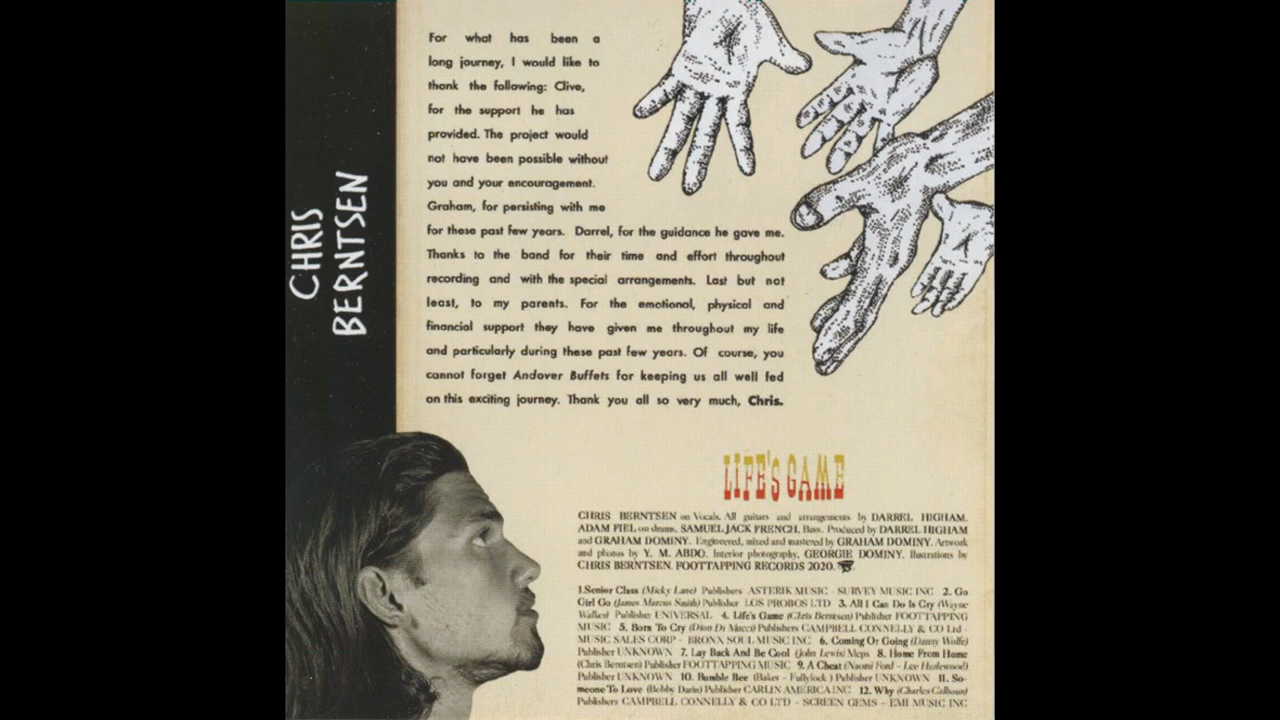 CHRIS
BERNTSEN
For what has been a
long journey, I would like to
thank the following: Clive,
for the support he has
provided. The project would
not have been possible without
you and your encouragement.
Graham, for persisting with me
for these past few years. Darrel, for the guidance he gave me.
Thanks to the band for their time and effort throughout
recording and with the special arrangements. Last but not
least, to my parents. For the emotional, physical and
financial support they have given me throughout my life
and particularly during these past few years. Of course, you
cannot forget Andover Buffets for keeping us all well fed
on this exciting journey. Thank you all so very much, Chris.
LIFE'S GAME
CHRIS BERNTSEN on Vocals. All guitars and arrangements by DARREL HIGHAM.
ADAM FIEL on drums. SAMUEL JACK FRENCH, Bass. Produced by DARREL HIGHAM
and GRAHAM DOMINY. Engineered, mixed and mastered by GRAHAM DOMINY. Artwork
and photos by Y. M. ABDO. Interior photography, GEORGIE DOMINY. Illustrations by
CHRIS BERNTSEN. FOOTTAPPING RECORDS 2020.
1.Senior Class (Micky Lane) Publishers ASTERIK MUSIC - SURVEY MUSIC INC 2. Go
Girl Go (James Marcus Smith) Publisher LOS PROBOS LTD 3. All I Can Do Is Cry (Wayne
Walker) Publisher UNIVERSAL 4. Life's Game (Chris Berntsen) Publisher FOOTTAPPING
MUSIC 5. Born To Cry (Dion Di Mucci) Publishers CAMPBELL CONNELLY & CO Ltd -
MUSIC SALES CORP - BRONX SOUL MUSIC INC 6. Coming Or Going (Danny Wolfe)
Publisher UNKNOWN 7. Lay Back And Be Cool (John Lewis) Mcps 8. Home From Home
(Chris Berntsen) Publisher FOOTTAPPING MUSIC 9. A Cheat (Naomi Ford - Lee Hazlewood)
Publisher UNKNOWN 10. Bumble Bee (Baker - Fullylock ) Publisher UNKNOWN 11. So-
meone To Love (Bobby Darin) Publisher CARLIN AMERICA INC 12. Why (Charles Calhoun)
Publishers CAMPBELL CONNELLY & CO LTD - SCREEN GEMS - EMI MUSIC INC